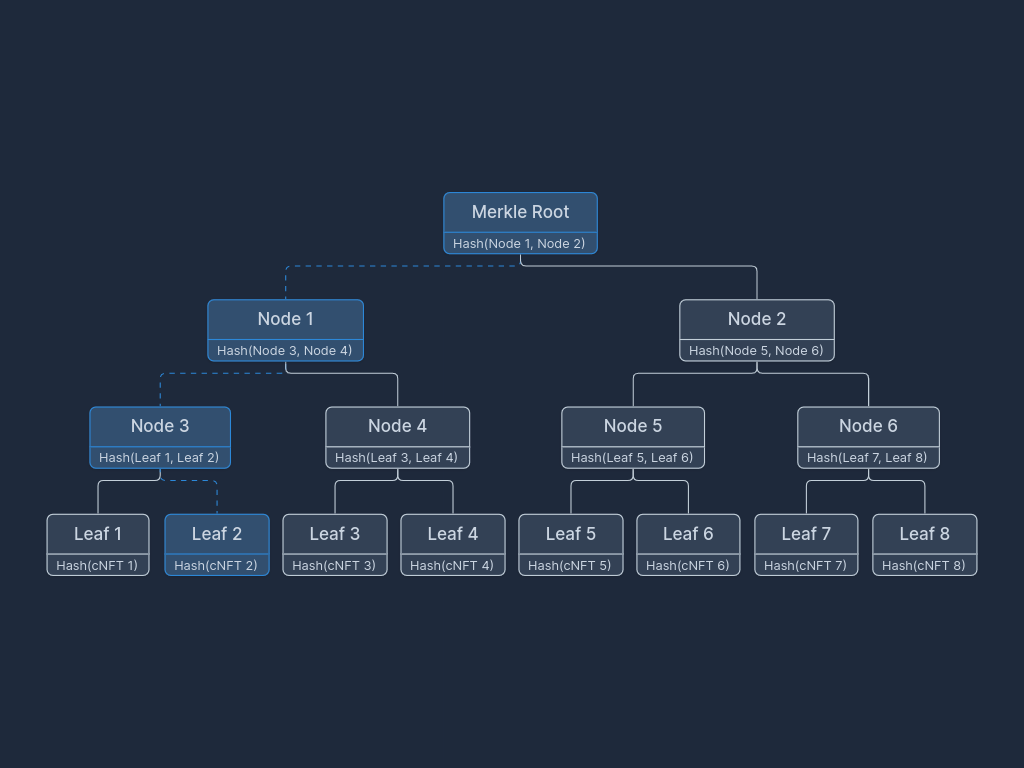 Merkle Root
Hash(Node 1, Node 2)
Node 1
Hash(Node 3, Node 4)
Node 2
Hash(Node 5, Node 6)
Node 3
Hash(Leaf 1, Leaf 2)
Node 4
Hash(Leaf 3, Leaf 4)
Node 5
Hash(Leaf 5, Leaf 6)
Node 6
Hash(Leaf 7, Leaf 8)
Leaf 1
Hash(cNFT 1)
Leaf 2
Hash(cNFT 2)
Leaf 3
Hash(cNFT 3)
Leaf 4
Hash(cNFT 4)
Leaf 5
Hash(cNFT 5)
Leaf 6
Hash(cNFT 6)
Leaf 7
Hash(cNFT 7)
Leaf 8
Hash(cNFT 8)